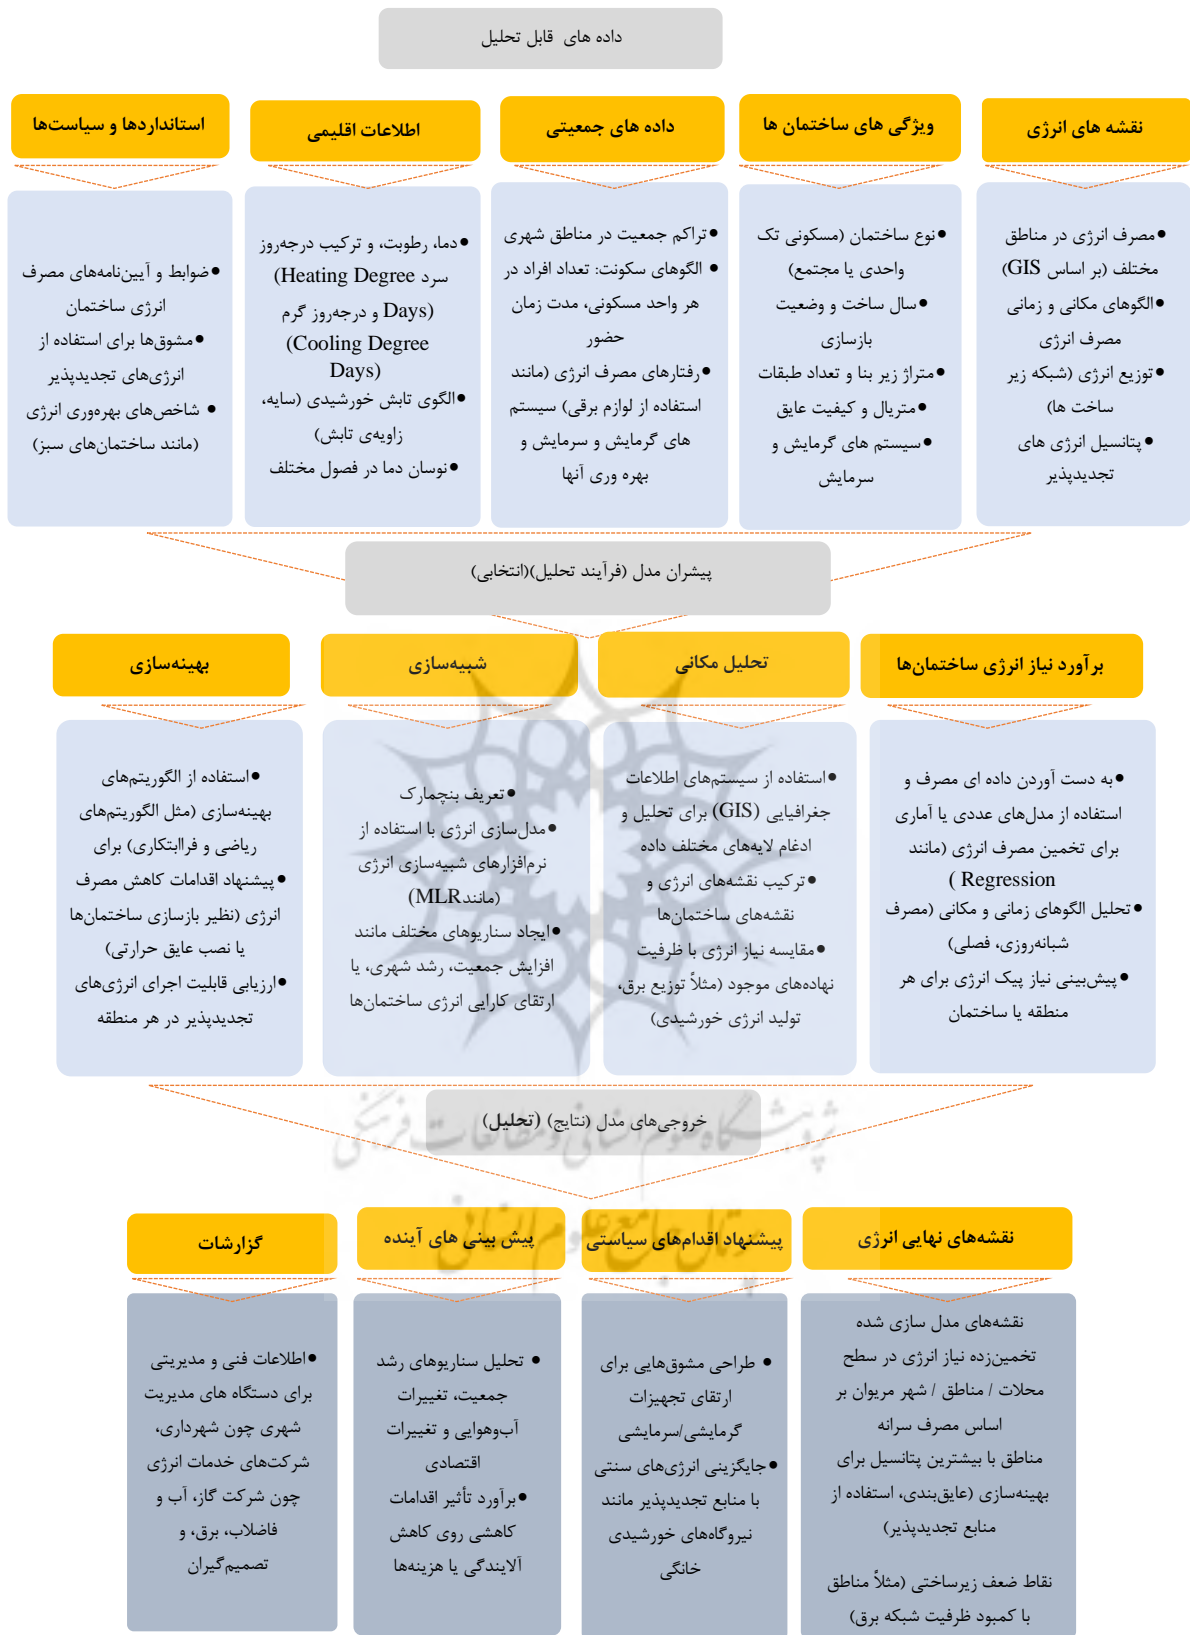 داده های قابل تحلیل
نقشه های انرژی
ویژگی های ساختمان ها
داده های جمعیتی
اطلاعات اقلیمی
استانداردها و سیاست‌ها
●مصرف انرژی در مناطق
مختلف (بر اساس GIS)
●الگوهای مکانی و زمانی
مصرف انرژی
●توزیع انرژی (شبکه زیر
ساخت ها)
●پتانسیل انرژی های
تجدیدپذیر
●نوع ساختمان (مسکونی تک
واحدی یا مجتمع)
●سال ساخت و وضعیت
بازسازی
●متراژ زیر بنا و تعداد طبقات
●متریال و کیفیت عایق
●سیستم های گرمایش و
سرمایش
●تراکم جمعیت در مناطق شهری
● الگوهای سکونت: تعداد افراد در
هر واحد مسکونی، مدت زمان
حضور
●رفتارهای مصرف انرژی (مانند
استفاده از لوازم برقی) سیستم
های گرمایش و سرمایش و
بهره وری آنها
●دما، رطوبت، و ترکیب درجه‌روز
سرد (Heating Degree
Days) و درجه‌روز گرم
(Cooling Degree
Days)
●الگوی تابش خورشیدی (سایه،
زاویه‌ی تابش)
●نوسان دما در فصول مختلف
●ضوابط و آیین‌نامه‌های مصرف
انرژی ساختمان
●مشوق‌ها برای استفاده از
انرژی‌های تجدیدپذیر
● شاخص‌های بهره‌وری انرژی
(مانند ساختمان‌های سبز)
پیشران مدل (فرآیند تحلیل)(انتخابی)
برآورد نیاز انرژی ساختمان‌ها
تحلیل مکانی
شبیه‌سازی
بهینه‌سازی
●به دست آوردن داده ای مصرف و
استفاده از مدل‌های عددی یا آماری
برای تخمین مصرف انرژی (مانند
Regression )
●تحلیل الگوهای زمانی و مکانی (مصرف
شبانه‌روزی، فصلی)
●پیش‌بینی نیاز پیک انرژی برای هر
منطقه یا ساختمان
●استفاده از سیستم‌های اطلاعات
جغرافیایی (GIS) برای تحلیل و
ادغام لایه‌های مختلف داده
●ترکیب نقشه‌های انرژی و
نقشه‌های ساختمان‌ها
●مقایسه نیاز انرژی با ظرفیت
نهاده‌های موجود (مثلاً توزیع برق،
تولید انرژی خورشیدی)
●تعریف بنچمارک
●مدل‌سازی انرژی با استفاده از
نرم‌افزارهای شبیه‌سازی انرژی
(مانندMLR)
●ایجاد سناریوهای مختلف مانند
افزایش جمعیت، رشد شهری، یا
ارتقای کارایی انرژی ساختمان‌ها
●استفاده از الگوریتم‌های
بهینه‌سازی (مثل الگوریتم‌های
ریاضی و فراابتکاری) برای
●پیشنهاد اقدامات کاهش مصرف
انرژی (نظیر بازسازی ساختمان‌ها
یا نصب عایق حرارتی)
●ارزیابی قابلیت اجرای انرژی‌های
تجدیدپذیر در هر منطقه
خروجی‌های مدل (نتایج) (تحلیل)
پژوهشگاه علوم انسانی و مطالعات فرهنگی
پرتال جامع علوم انسانی
نقشه‌های نهایی انرژی
پیشنهاد اقدام‌های سیاستی
پیش بینی های آینده
گزارشات
نقشه‌های مدل سازی شده
تخمین‌زده نیاز انرژی در سطح
محلات / مناطق / شهر مریوان بر
اساس مصرف سرانه
مناطق با بیشترین پتانسیل برای
بهینه‌سازی (عایق‌بندی، استفاده از
منابع تجدیدپذیر)
نقاط ضعف زیرساختی (مثلاً مناطق
با کمبود ظرفیت شبکه برق)
● طراحی مشوق‌هایی برای
ارتقای تجهیزات
گرمایشی/سرمایشی
●جایگزینی انرژی‌های سنتی
با منابع تجدیدپذیر مانند
نیروگاه‌های خورشیدی
خانگی
● تحلیل سناریوهای رشد
جمعیت، تغییرات
آب‌وهوایی و تغییرات
اقتصادی
●برآورد تأثیر اقدامات
کاهشی روی کاهش
آلایندگی یا هزینه‌ها
●اطلاعات فنی و مدیریتی
برای دستگاه های مدیریت
شهری چون شهرداری،
شرکت‌های خدمات انرژی
چون شرکت گاز، آب و
فاضلاب، برق، و
تصمیم‌گیران